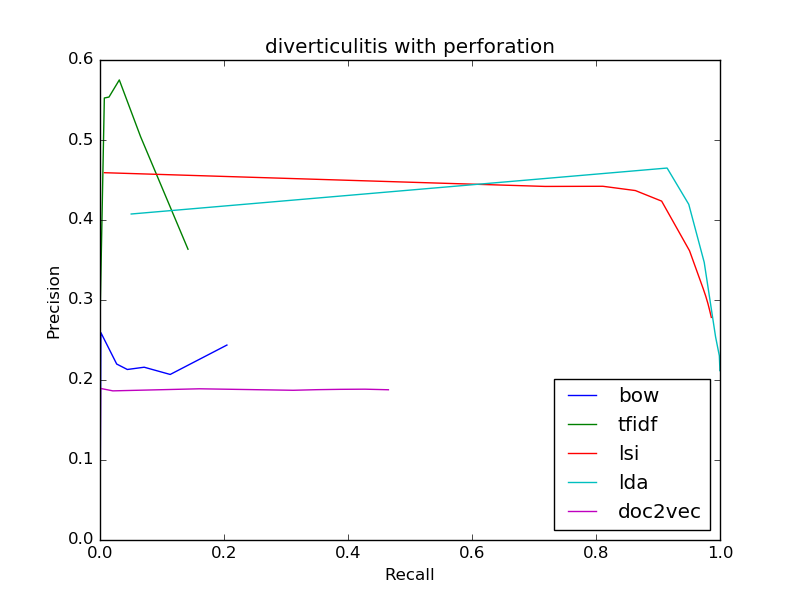 diverticulitis with perforation
0.6
0.5
0.4
0.3
0.2
0.1
0.0
Precision
0.0 0.2 0.4 0.6 0.8 1.0
Recall
bow
tfidf
lsi
lda
doc2vec